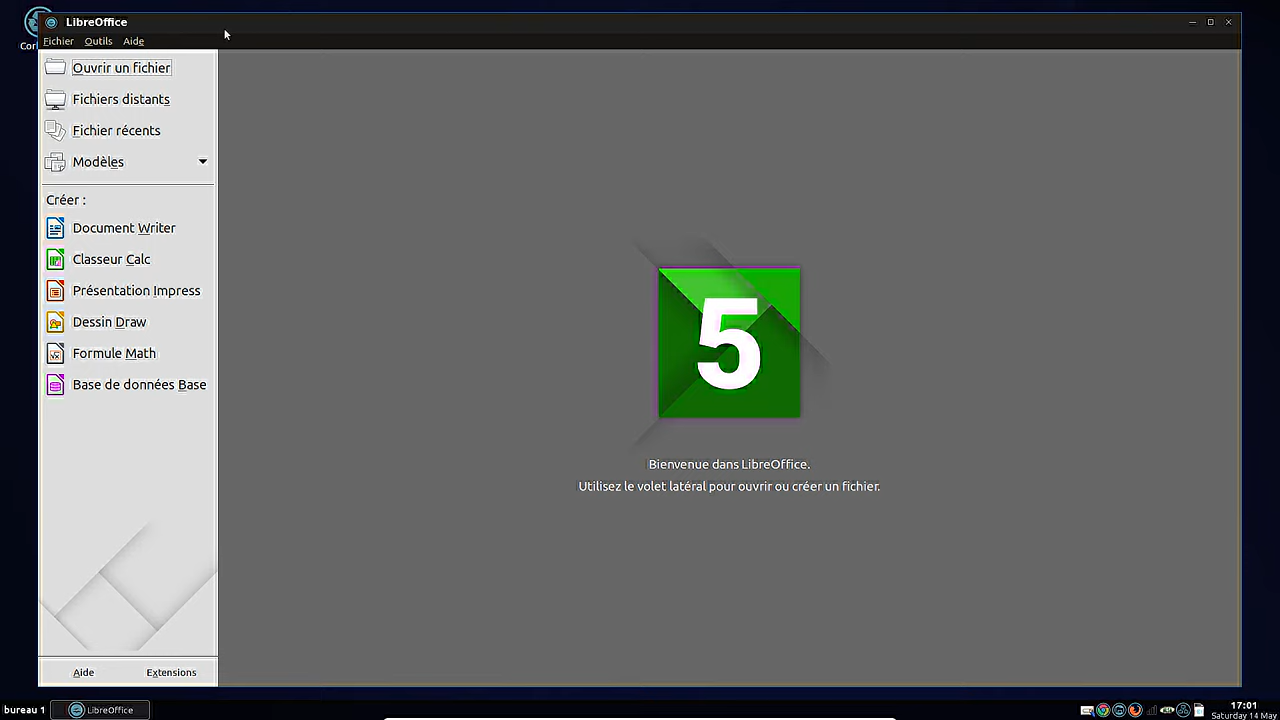 LibreOffice
Fichier Outils Aide
Ouvrir un fichier
Fichiers distants
Fichier récents
Modèles
Créer :
Document Writer
Classeur Calc
Présentation Impress
Dessin Draw
Formule Math
Base de données Base
5
Bienvenue dans LibreOffice.
Utilisez le volet latéral pour ouvrir ou créer un fichier.
Aide Extensions
bureau 1 LibreOffice
17:01
Saturday 14 May